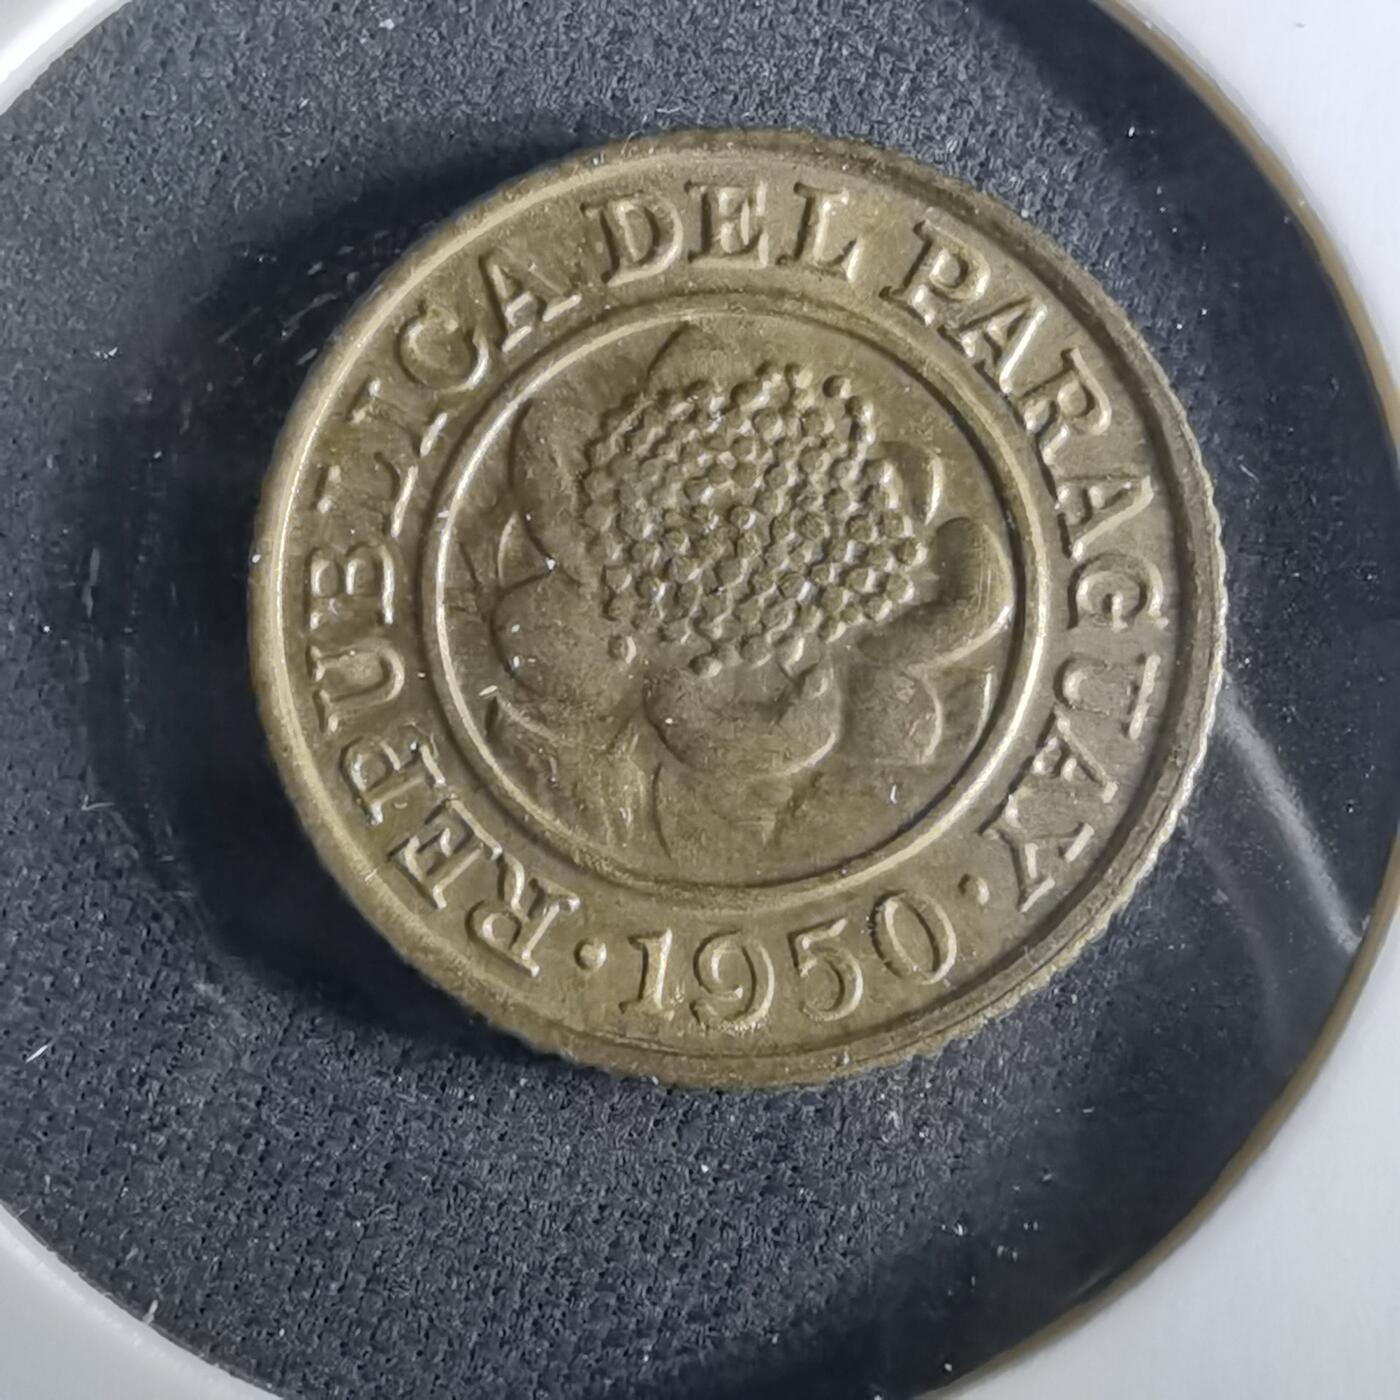 REPUBLICA DEL PARAGUAY
· 1950 ·